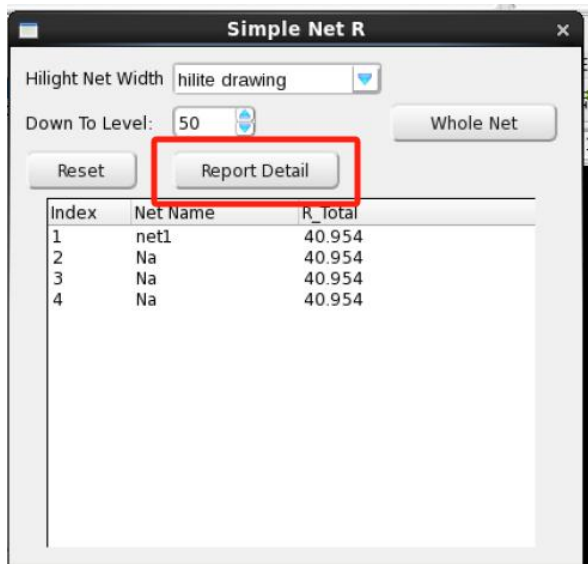 Simple Net R
Hilight Net Width hilite drawing
Down To Level: 50 Whole Net
Reset Report Detail
Index Net Name R_Total
1 net1 40.954
2 Na 40.954
3 Na 40.954
4 Na 40.954